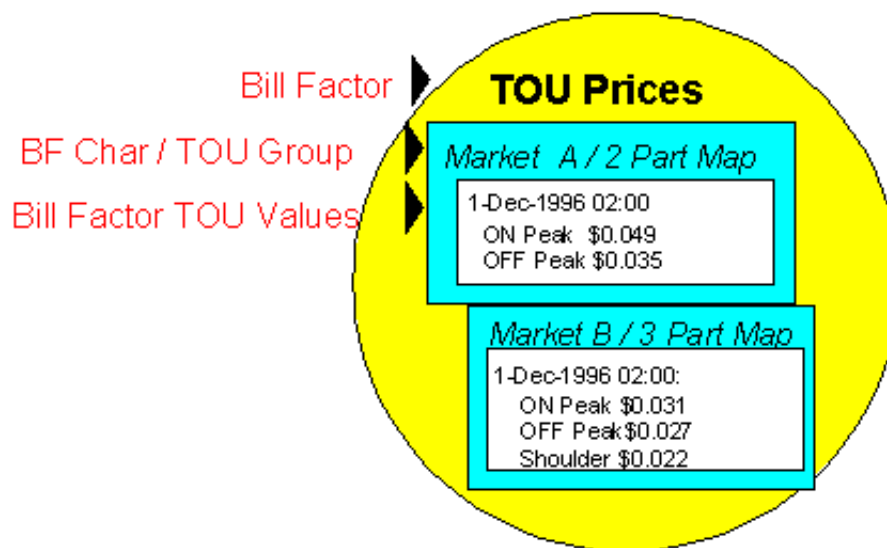 Bill Factor
TOU Prices
BF Char / TOU Group
Market A / 2 Part Map
Bill Factor TOU Values
1-Dec-1996 02:00
ON Peak $0.049
OFF Peak $0.035
Market B / 3 Part Map
1-Dec-1996 02:00:
ON Peak $0.031
OFF Peak $0.027
Shoulder $0.022